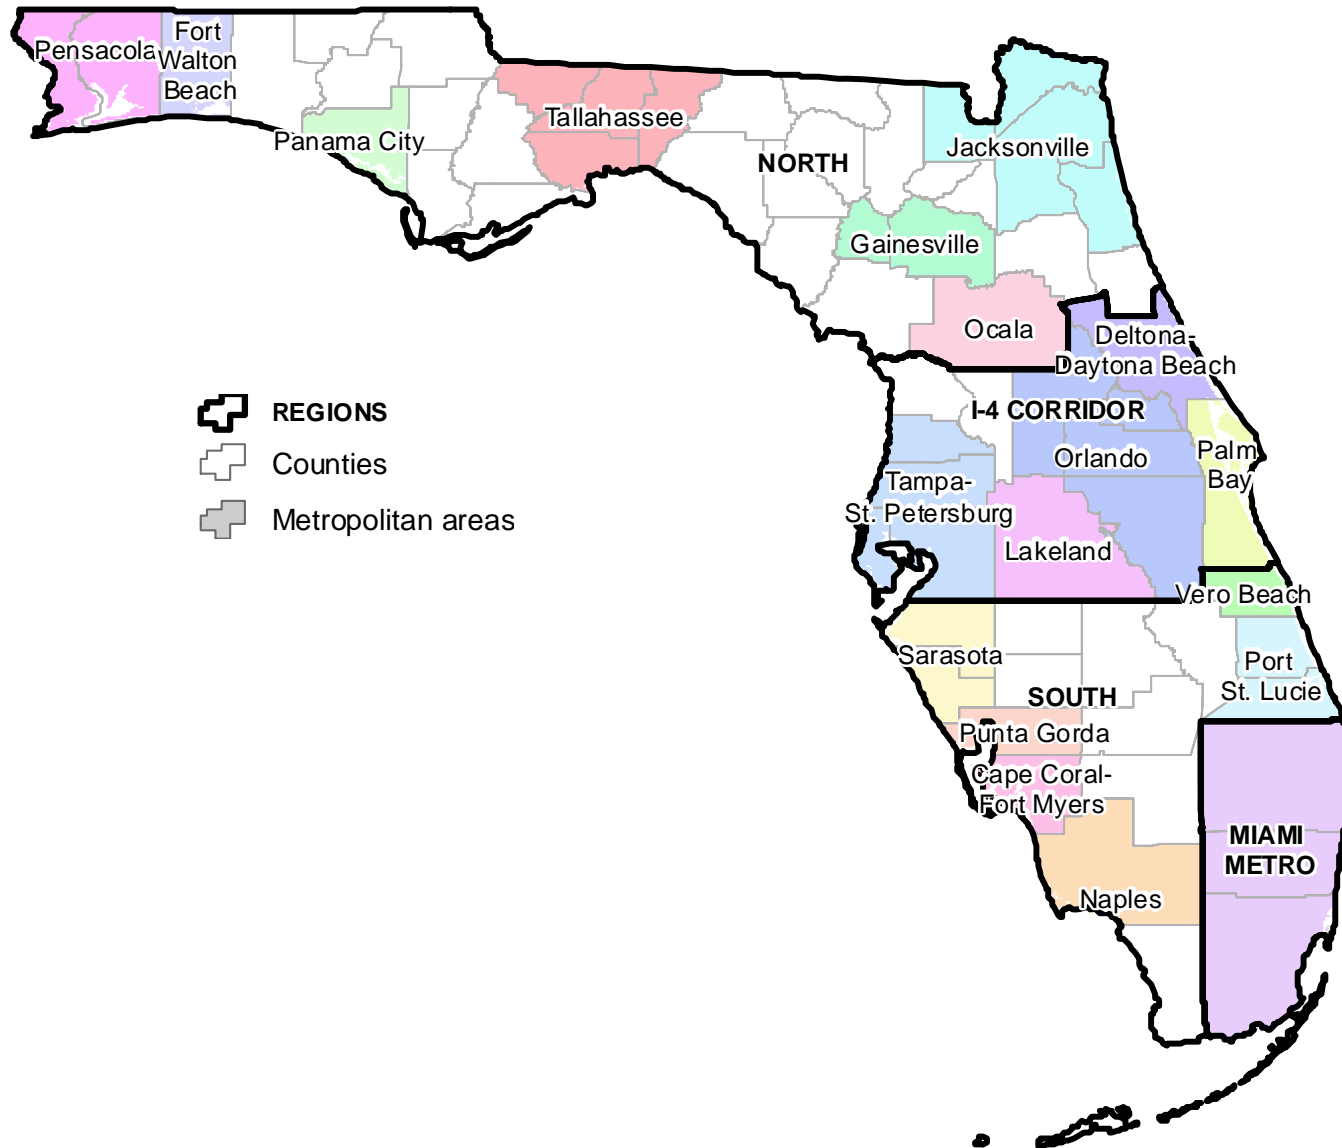 Pensacola
Fort
Walton
Beach
Panama City
Tallahassee
NORTH
Jacksonville
Gainesville
Ocala
Deltona-
Daytona Beach
I-4 CORRIDOR
Orlando
Palm
Bay
Tampa-
St. Petersburg
Lakeland
Vero Beach
Sarasota
Port
St. Lucie
SOUTH
Punta Gorda
Cape Coral-
Fort Myers
MIAMI
METRO
Naples
REGIONS
Counties
Metropolitan areas